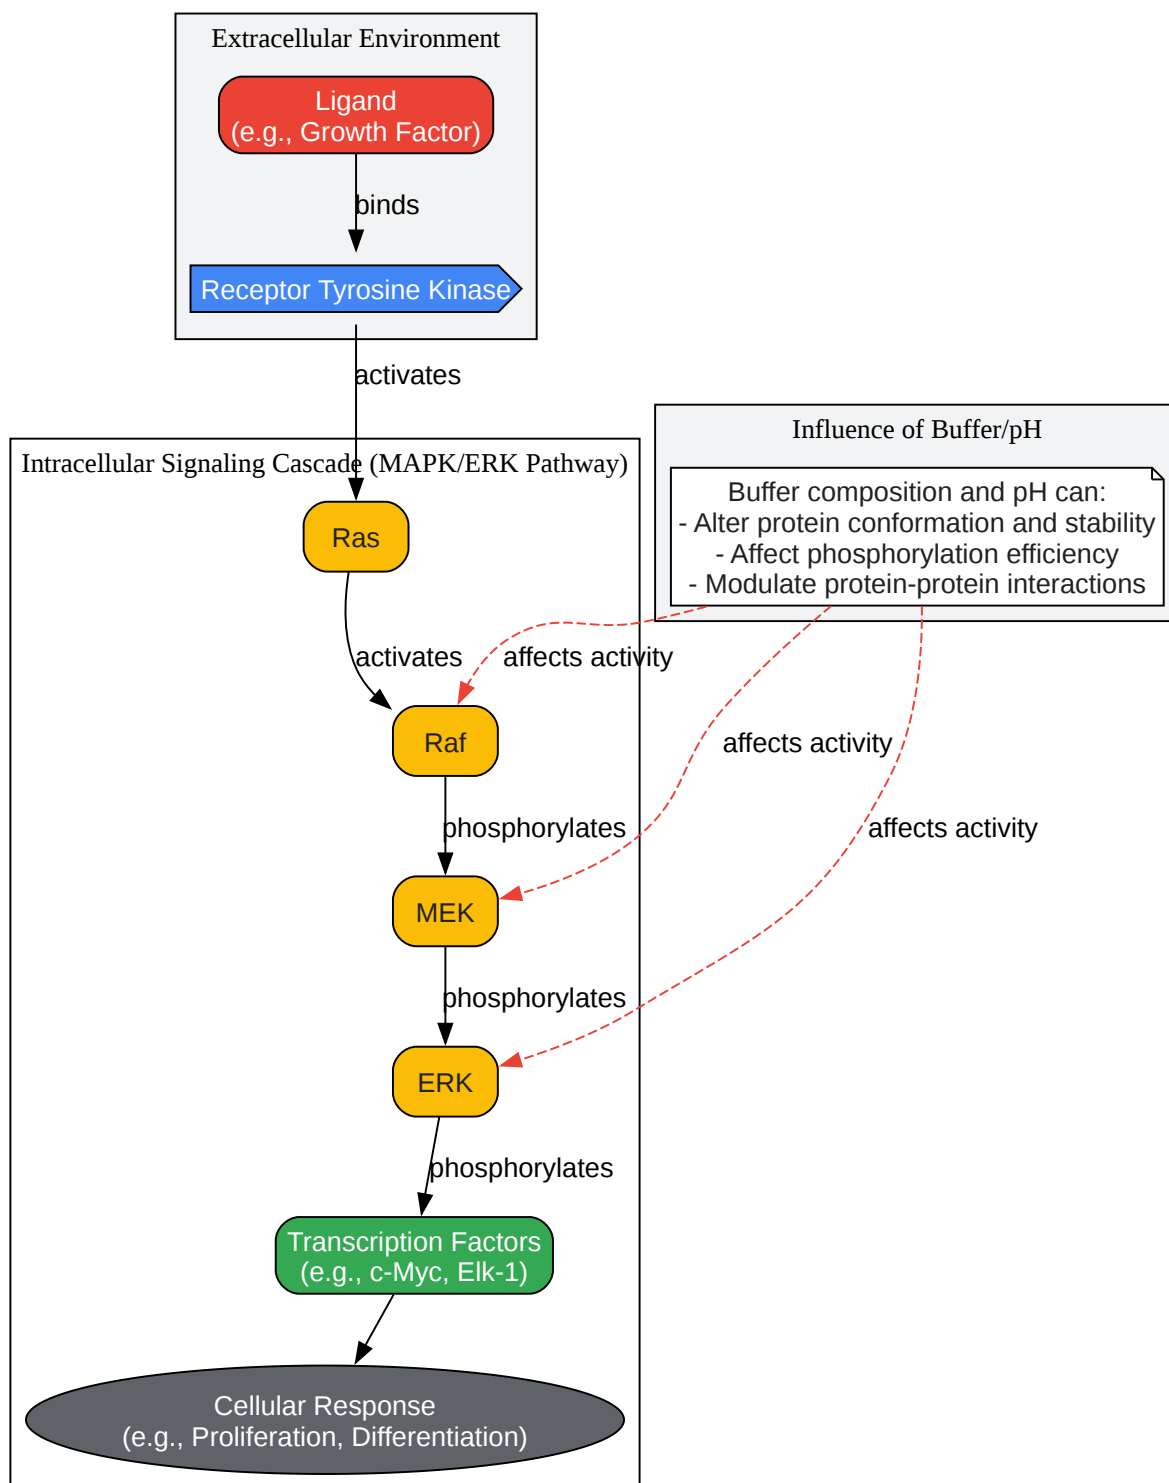 Extracellular Environment
Ligand
(e.g., Growth Factor)
binds
Receptor Tyrosine Kinase
activates
Intracellular Signaling Cascade (MAPK/ERK Pathway)
Ras
Influence of Buffer/pH
Buffer composition and pH can:
- Alter protein conformation and stability
- Affect phosphorylation efficiency
- Modulate protein-protein interactions
activates
affects activity
Raf
affects activity
phosphorylates
affects activity
MEK
phosphorylates
ERK
phosphorylates
Transcription Factors
(e.g., c-Myc, Elk-1)
Cellular Response
(e.g., Proliferation, Differentiation)